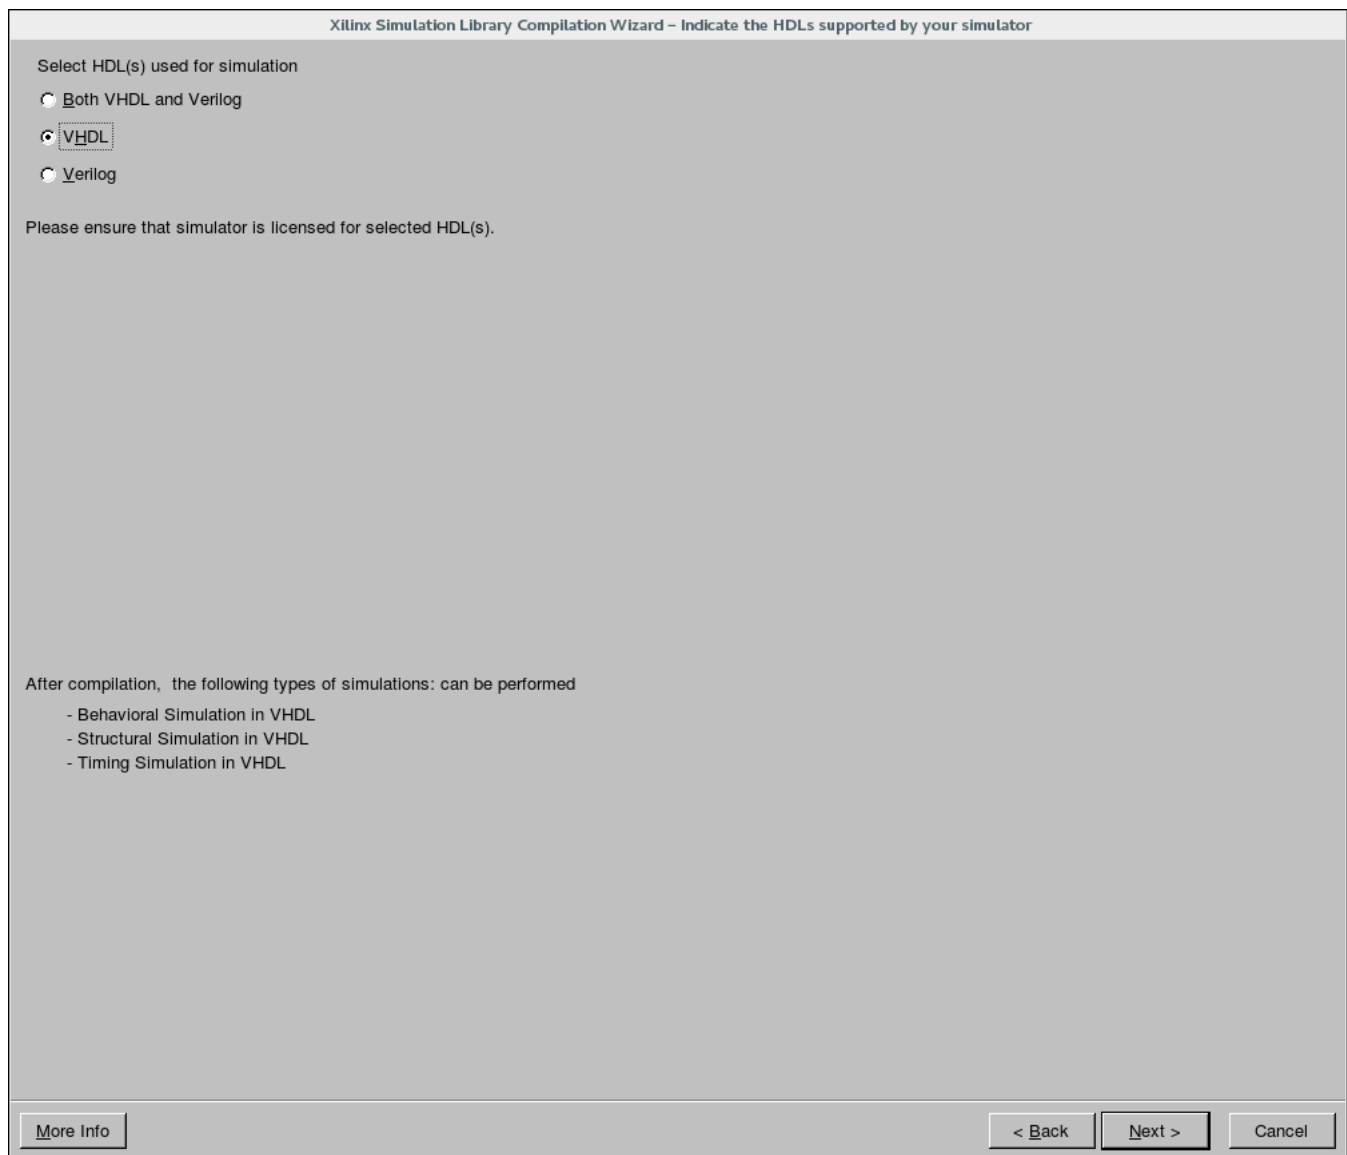 Xilinx Simulation Library Compilation Wizard – Indicate the HDLs supported by your simulator
Select HDL(s) used for simulation
Both VHDL and Verilog
VHDL
Verilog
Please ensure that simulator is licensed for selected HDL(s).
After compilation,  the following types of simulations: can be performed
- Behavioral Simulation in VHDL
- Structural Simulation in VHDL
- Timing Simulation in VHDL
More Info
< Back
Next >
Cancel